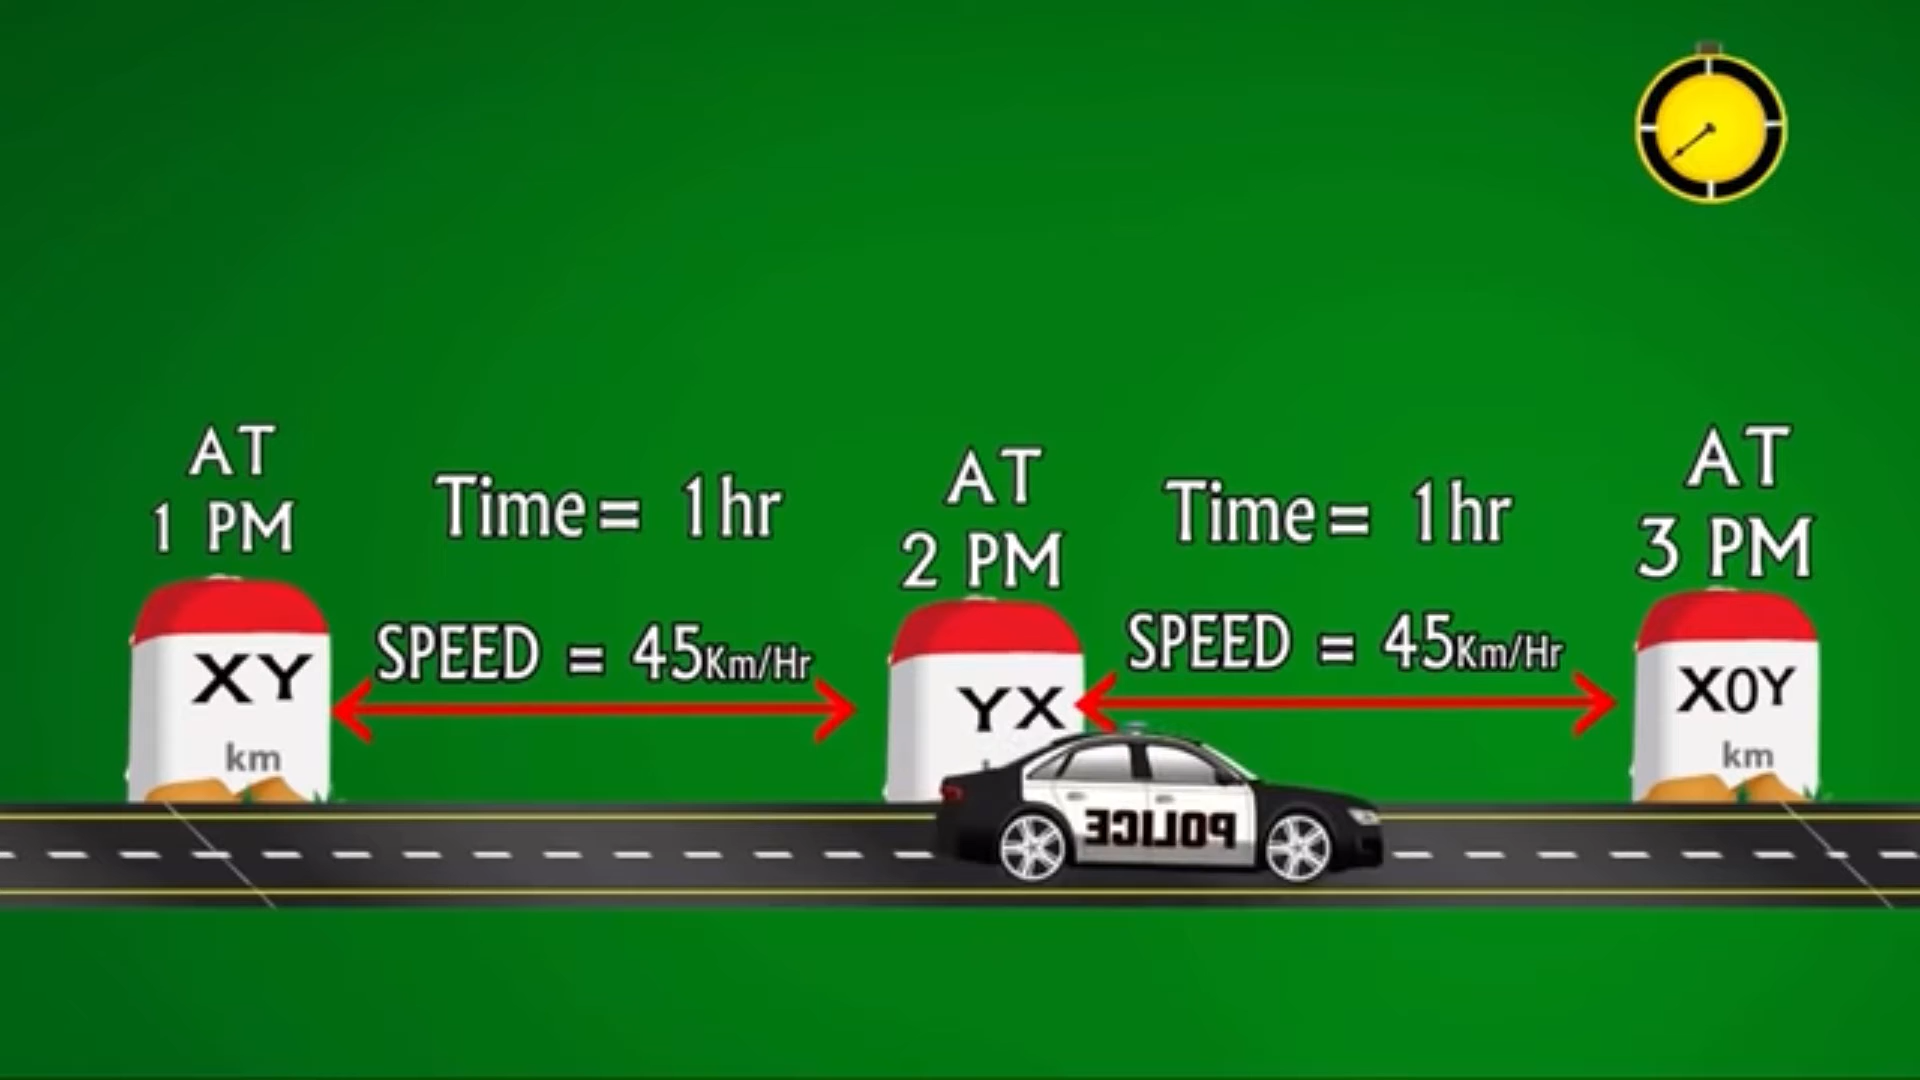 AT
1 PM
Time = 1hr
SPEED = 45Km/Hr
XY
km
AT
2 PM
YX
Time = 1hr
SPEED = 45Km/Hr
AT
3 PM
X0Y
km
POLICE